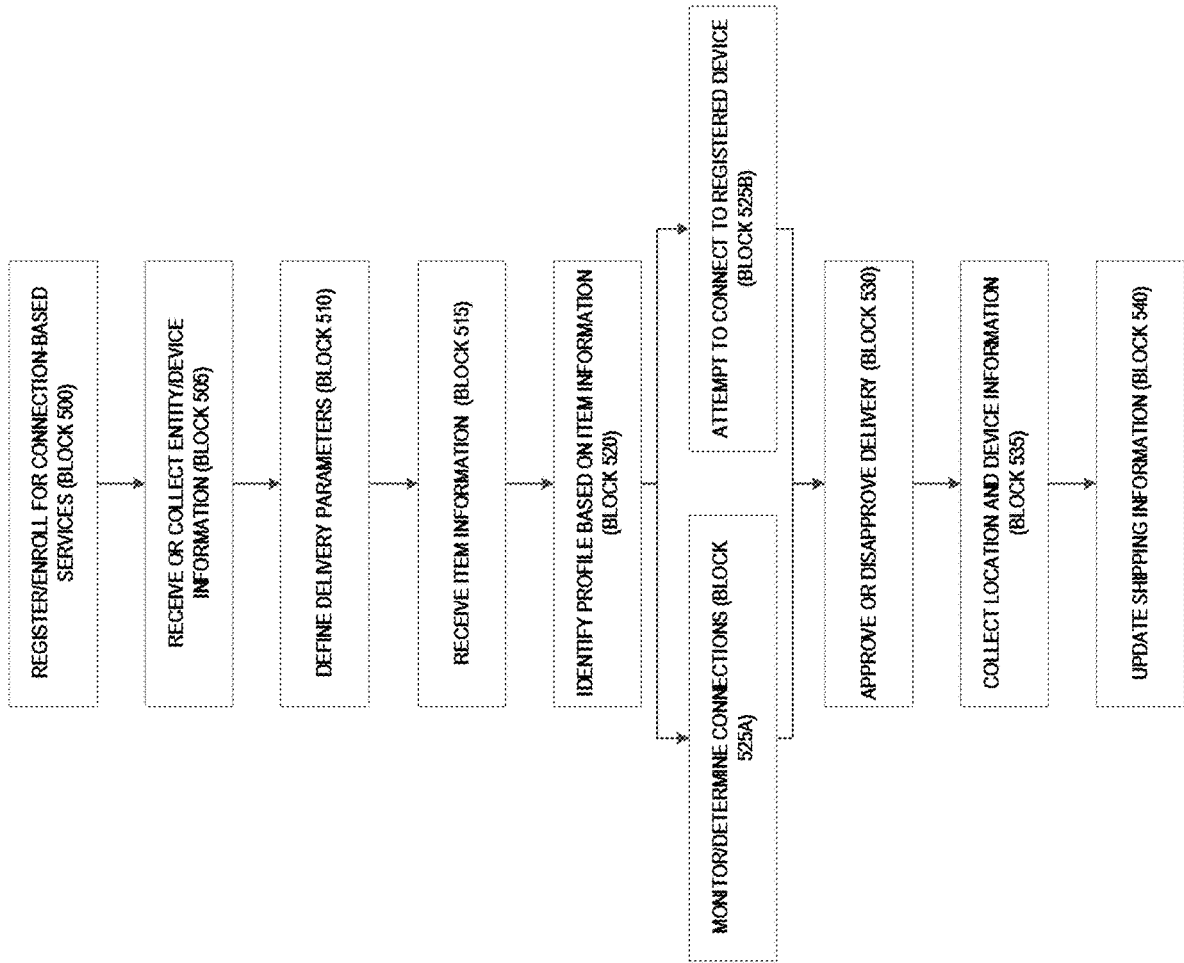 REGISTER/ENROLL FOR CONNECTION-BASED
SERVICES (BLOCK 500)
RECEIVE OR COLLECT ENTITY/DEVICE
INFORMATION (BLOCK 505)
DEFINE DELIVERY PARAMETERS (BLOCK 510)
RECEIVE ITEM INFORMATION (BLOCK 515)
IDENTIFY PROFILE BASED ON ITEM INFORMATION
(BLOCK 520)
MONITOR/DETERMINE CONNECTIONS (BLOCK
525A)
ATTEMPT TO CONNECT TO REGISTERED DEVICE
(BLOCK 525B)
APPROVE OR DISAPPROVE DELIVERY (BLOCK 530)
COLLECT LOCATION AND DEVICE INFORMATION
(BLOCK 535)
UPDATE SHIPPING INFORMATION (BLOCK 540)